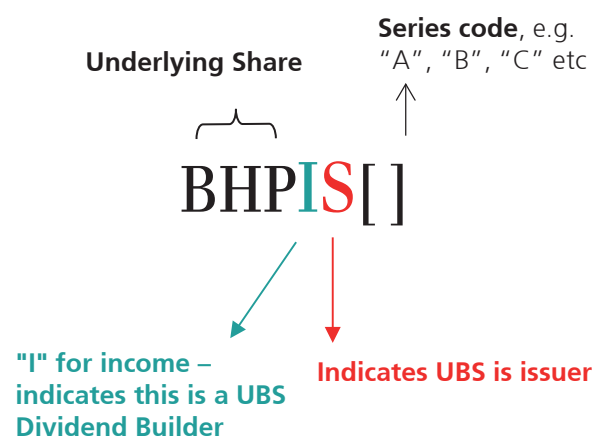 Series code, e.g.
“A”, “B”, “C” etc
Underlying Share
BHPIS[ ]
"I" for income –
indicates this is a UBS
Dividend Builder
Indicates UBS is issuer